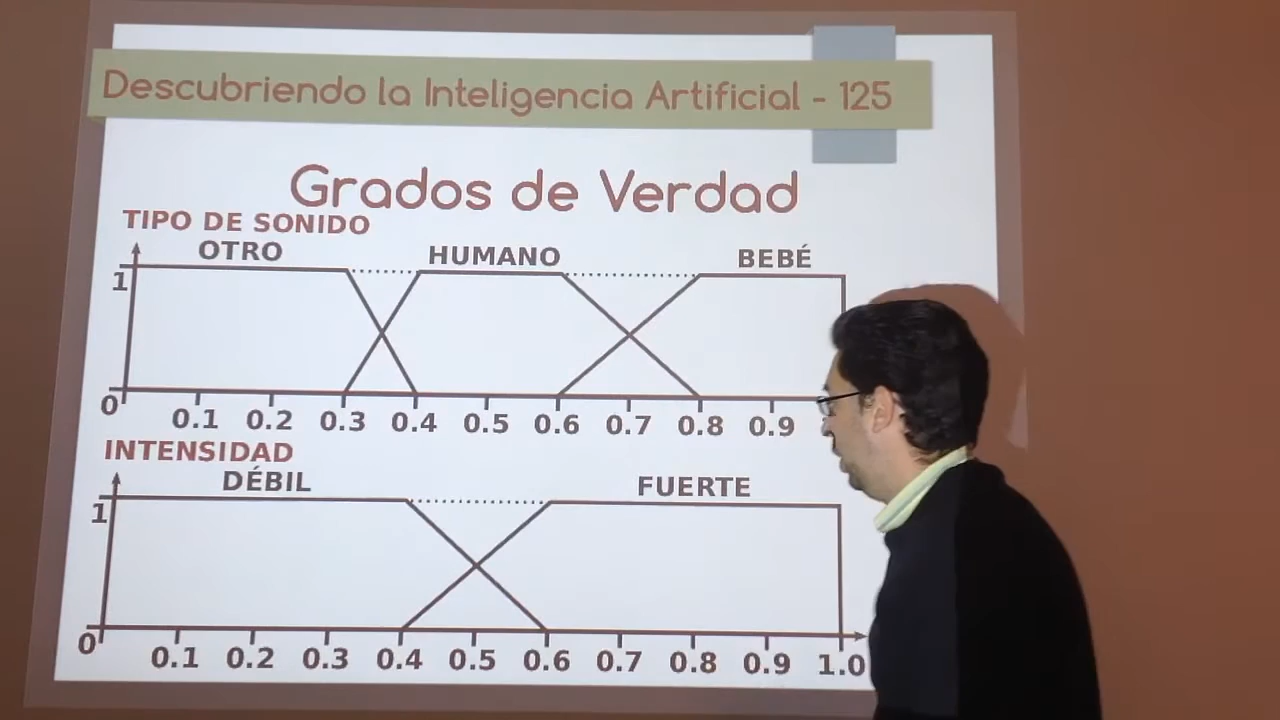 Descubriendo la Inteligencia Artificial - 125
Grados de Verdad
TIPO DE SONIDO
OTRO HUMANO BEBÉ
1
0 0.1 0.2 0.3 0.4 0.5 0.6 0.7 0.8 0.9
INTENSIDAD
DÉBIL FUERTE
1
0 0.1 0.2 0.3 0.4 0.5 0.6 0.7 0.8 0.9 1.0